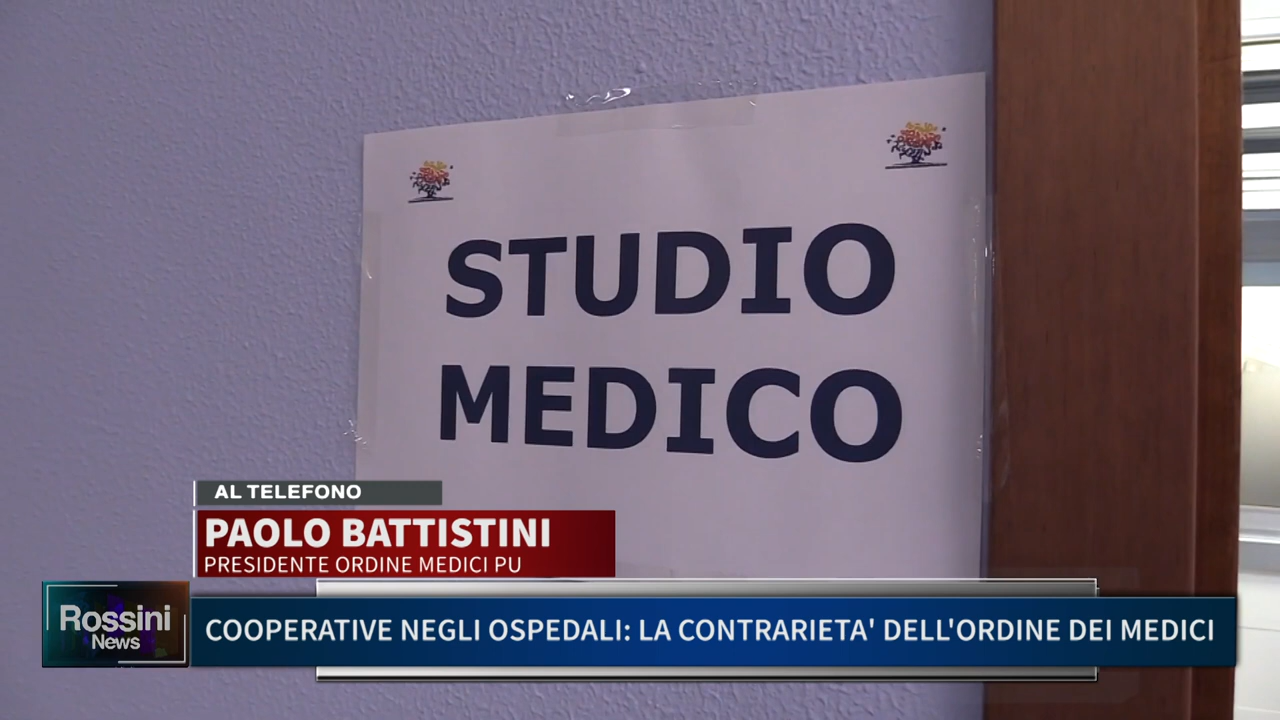 STUDIO
MEDICO
AL TELEFONO
PAOLO BATTISTINI
PRESIDENTE ORDINE MEDICI PU
Rossini
News
COOPERATIVE NEGLI OSPEDALI: LA CONTRARIETA' DELL'ORDINE DEI MEDICI